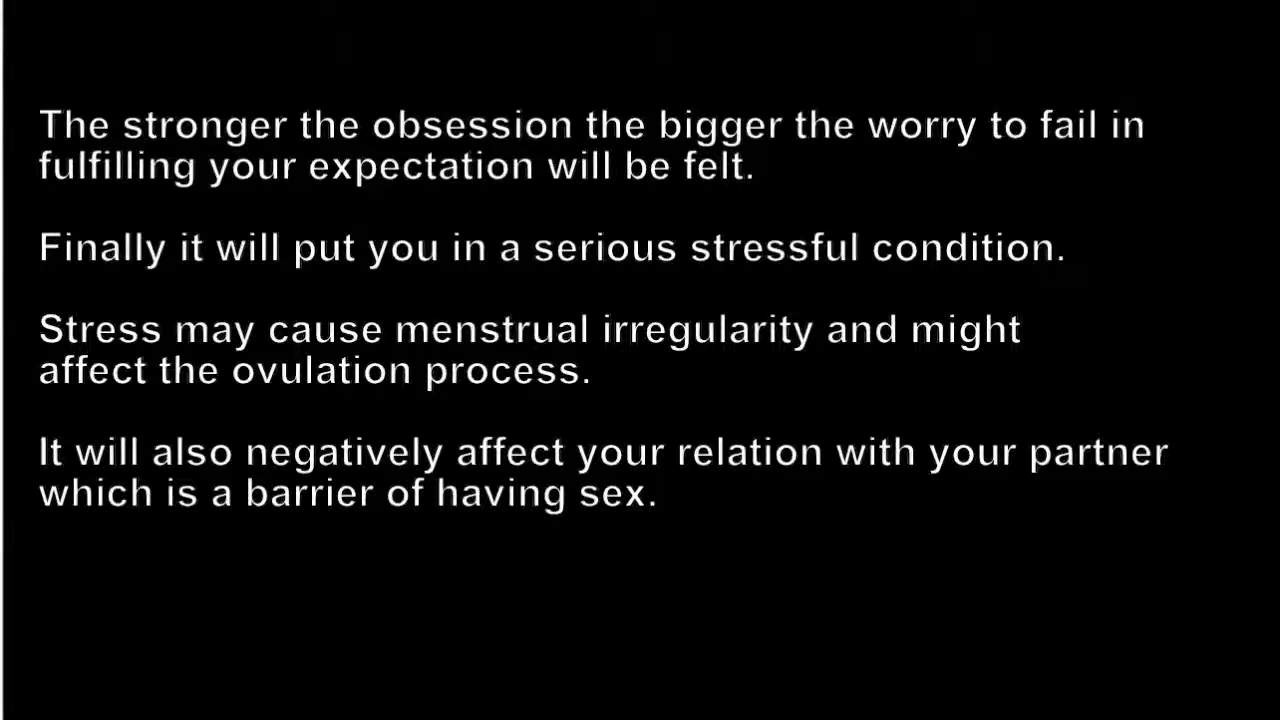 The stronger the obsession the bigger the worry to fail in
fulfilling your expectation will be felt.
Finally it will put you in a serious stressful condition.
Stress may cause menstrual irregularity and might
affect the ovulation process.
It will also negatively affect your relation with your partner
which is a barrier of having sex.